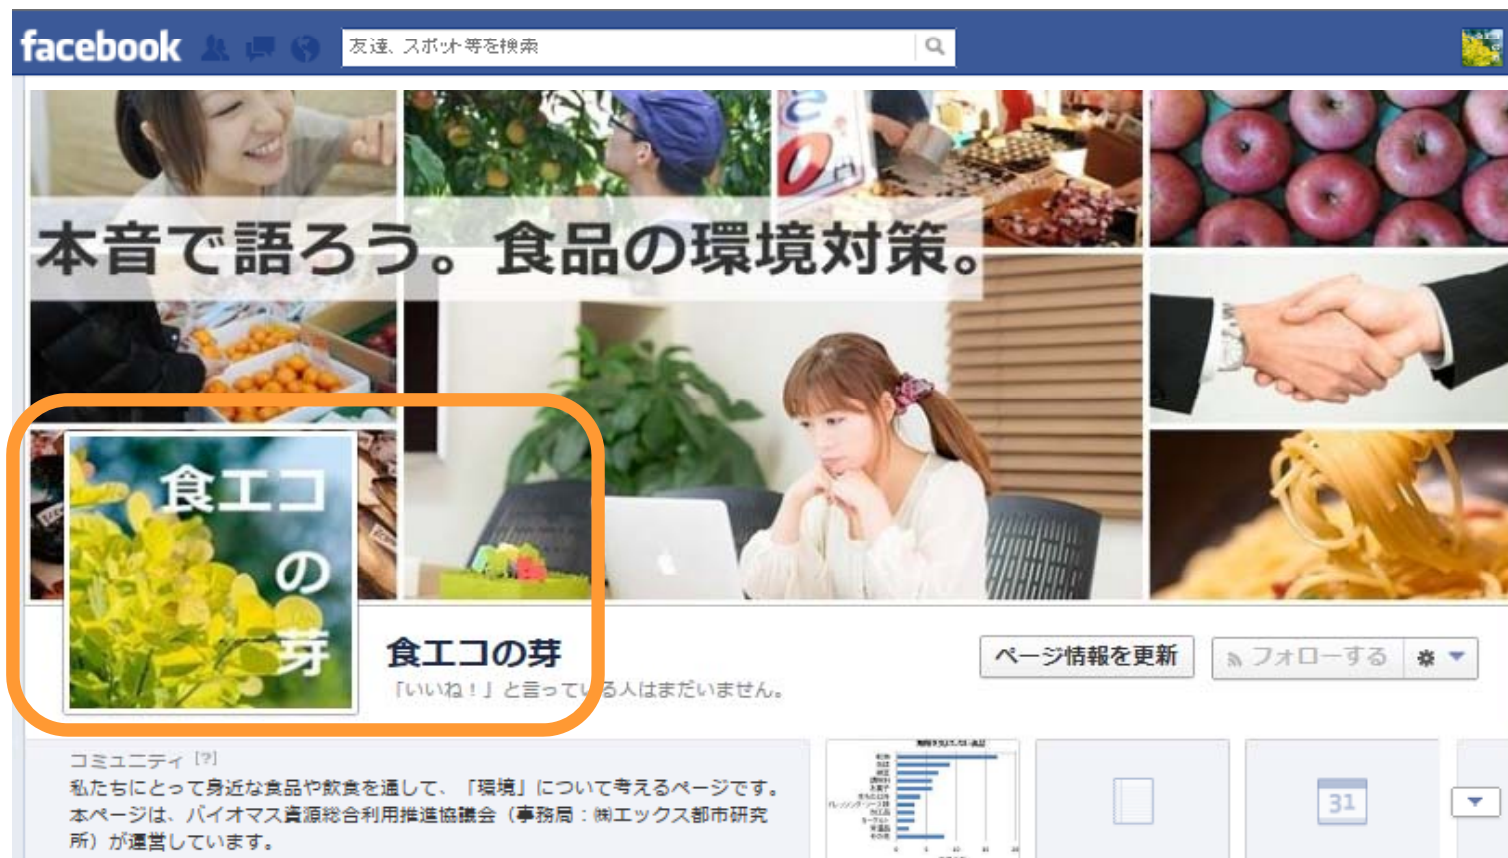 facebook
友達、スポット等を検索
本音で語ろう。食品の環境対策。
食エコ
の
芽
食エコの芽
ページ情報を更新
フォローする
「いいね！」と言っている人はまだいません。
コミュニティ [?]
私たちにとって身近な食品や飲食を通して、「環境」について考えるページです。
本ページは、バイオマス資源総合利用推進協議会（事務局：㈱エックス都市研究
所）が運営しています。
31